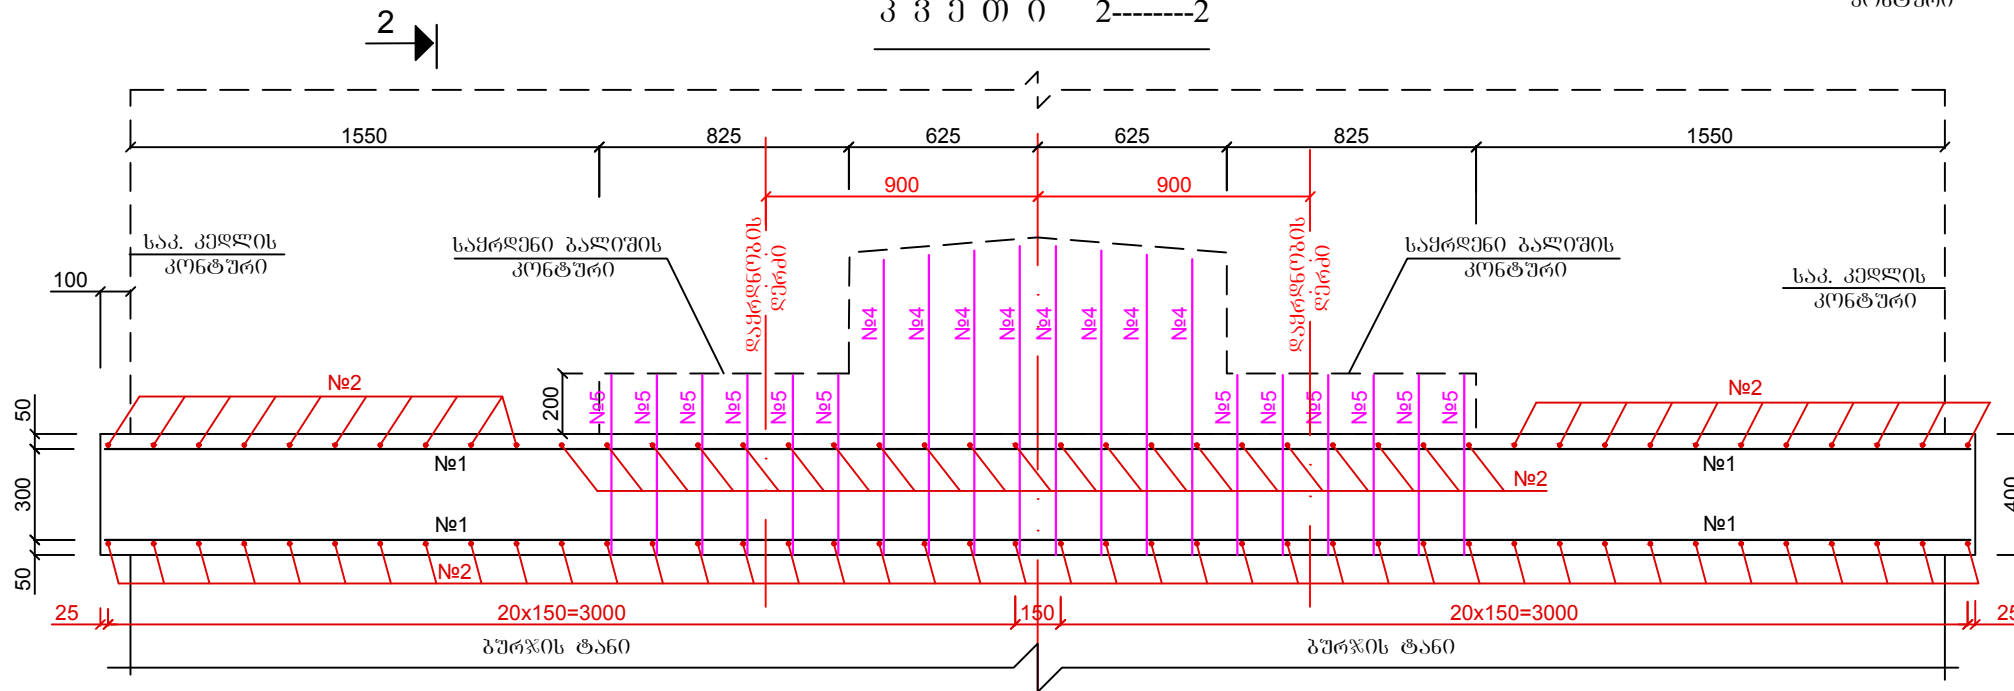 2
კ ვ ე თ ი 2--------2
კონტური
1550
825
625
625
825
1550
900
900
საკ. კედლის
კონტური
საყრდენი ბალიშის
კონტური
დაყრდნობის
ღერძი
დაყრდნობის
ღერძი
საყრდენი ბალიშის
კონტური
საკ. კედლის
კონტური
100
№4
№4
№4
№4
№4
№4
№4
№4
№2
№2
200
№5
№5
№5
№5
№5
№5
№5
№5
№5
№5
№5
№5
50
300
50
№1
№1
№2
400
№1
№1
№2
25
20x150=3000
150
20x150=3000
25
ბურჯის ტანი
ბურჯის ტანი